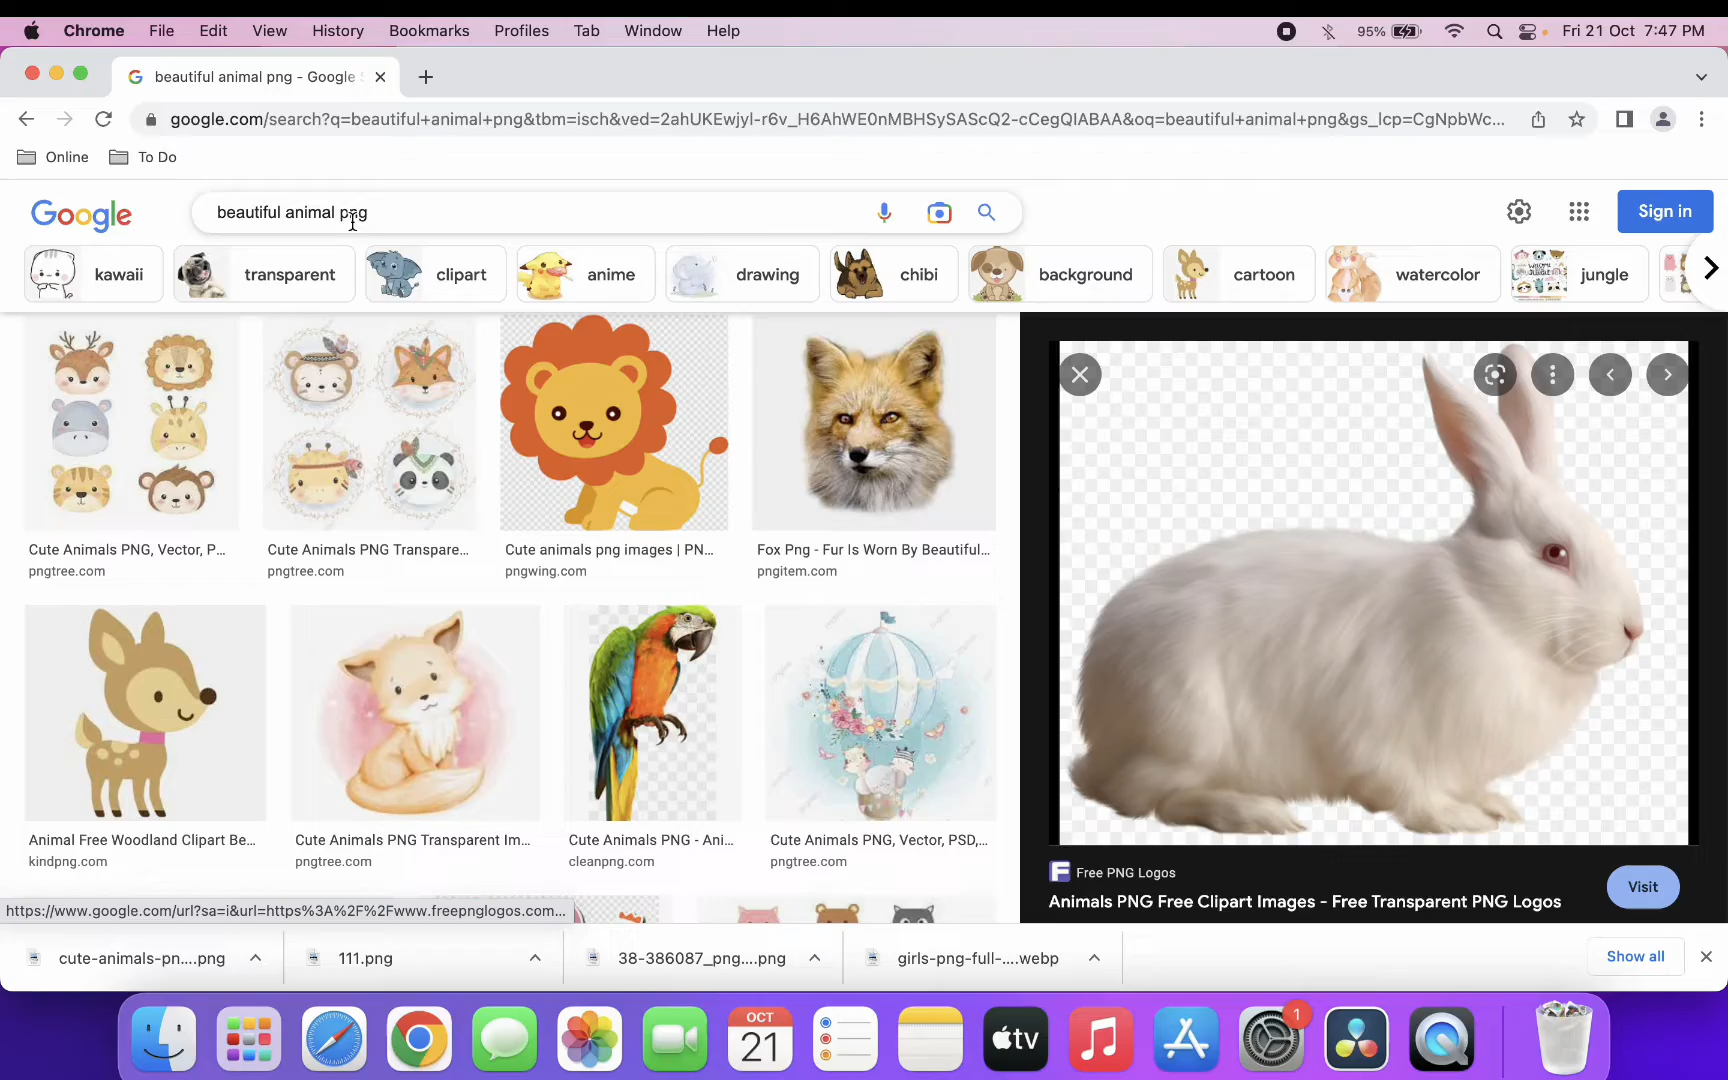 Chrome File Edit View History Bookmarks Profiles Tab Window Help 95% Fri 21 Oct 7:47 PM
beautiful animal png - Google
google.com/search?q=beautiful+animal+png&tbm=isch&ved=2ahUKEwjyl-r6v_H6AhWE0nMBHSySAScQ2-cCegQIABAA&oq=beautiful+animal+png&gs_lcp=CgNpbWc...
Online To Do
Google beautiful animal png Sign in
kawaii transparent clipart anime drawing chibi background cartoon watercolor jungle
Cute Animals PNG, Vector, P... Cute Animals PNG Transpare... Cute animals png images | PN... Fox Png - Fur Is Worn By Beautiful...
pngtree.com pngtree.com pngwing.com pngitem.com
Animal Free Woodland Clipart Be... Cute Animals PNG Transparent Im... Cute Animals PNG - Ani... Cute Animals PNG, Vector, PSD,...
kindpng.com pngtree.com cleanpng.com pngtree.com
Free PNG Logos
Animals PNG Free Clipart Images - Free Transparent PNG Logos
Visit
https://www.google.com/url?sa=i&url=https%3A%2F%2Fwww.freepnglogos.com...
cute-animals-pn....png 111.png 38-386087_png....png girls-png-full-....webp Show all
OCT
21
tv
1